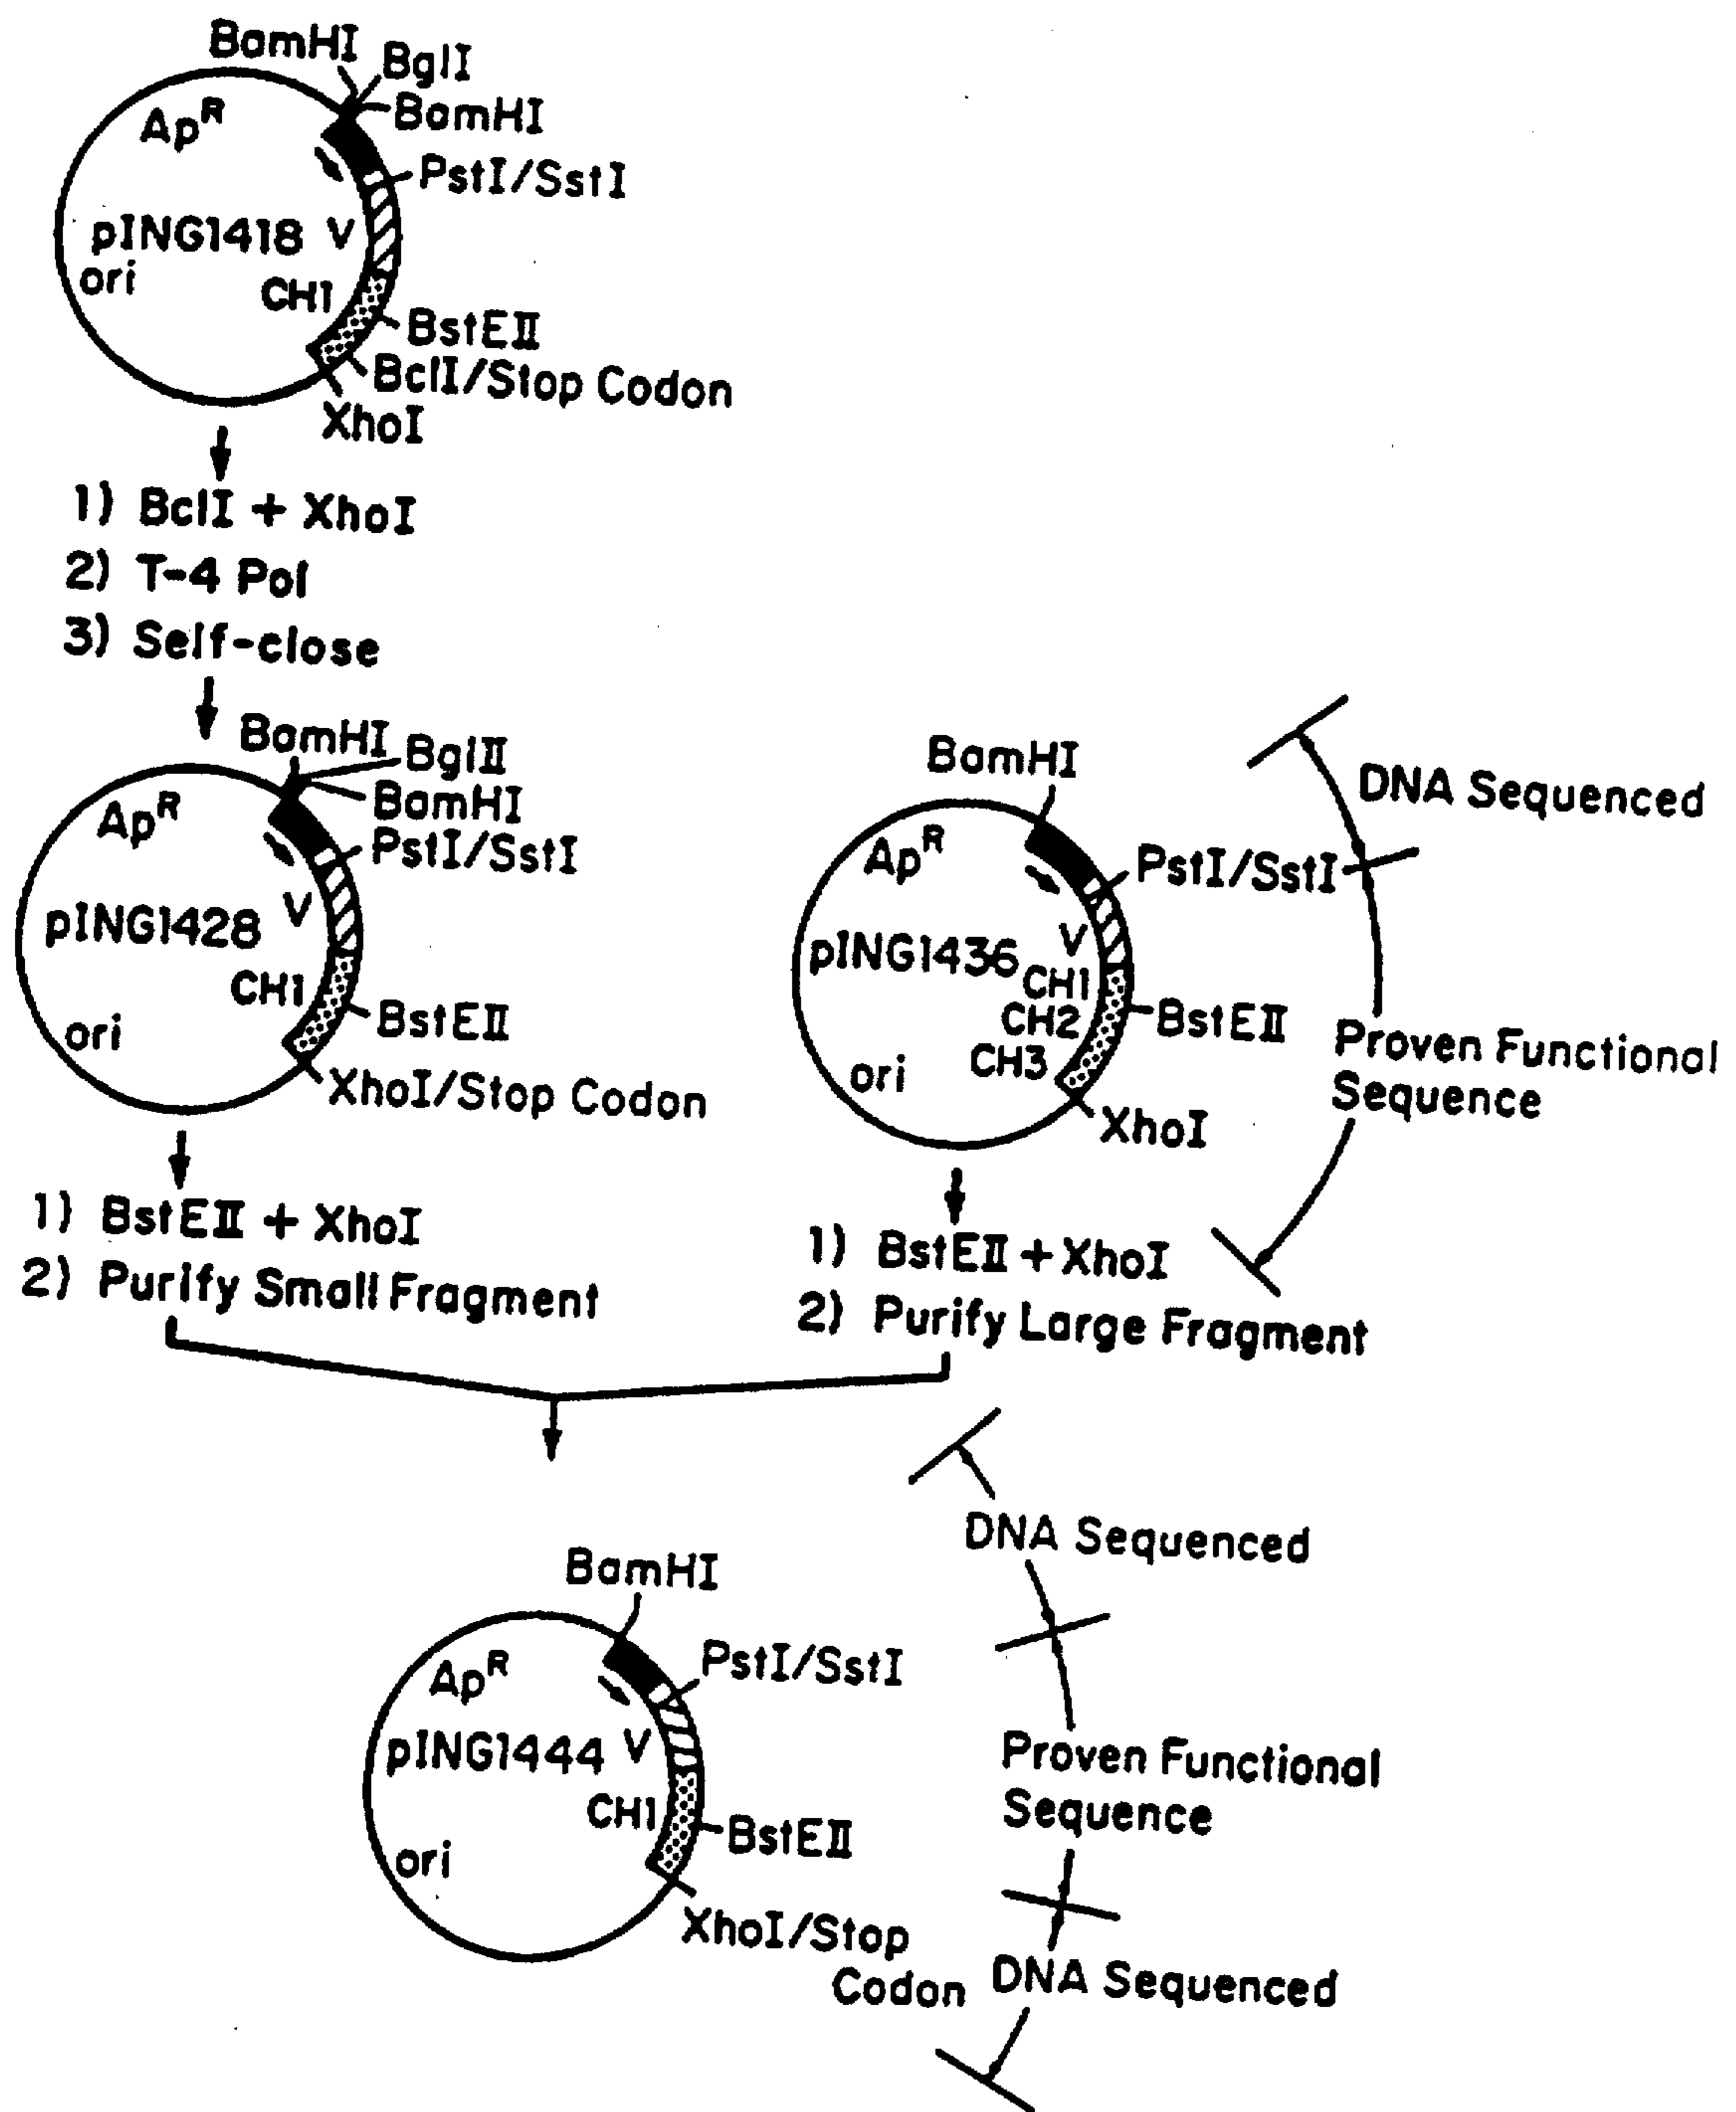 BamHI
BglI
BamHI
Ap^R
PstI/SstI
pING1418 V
ori
CH1
BstEII
BclI/Stop Codon
XhoI
1) BclI + XhoI
2) T-4 Pol
3) Self-close
BamHI
BglII
BamHI
Ap^R
PstI/SstI
V
pING1428
CH1
BstEII
ori
XhoI/Stop Codon
1) BstEII + XhoI
2) Purify Small Fragment
BamHI
DNA Sequenced
Ap^R
PstI/SstI
V
pING1436
CH1
CH2
BstEII
CH3
ori
XhoI
Proven Functional
Sequence
1) BstEII + XhoI
2) Purify Large Fragment
DNA Sequenced
BamHI
PstI/SstI
Ap^R
pING1444 V
CH1
BstEII
ori
XhoI/Stop
Codon
Proven Functional
Sequence
DNA Sequenced